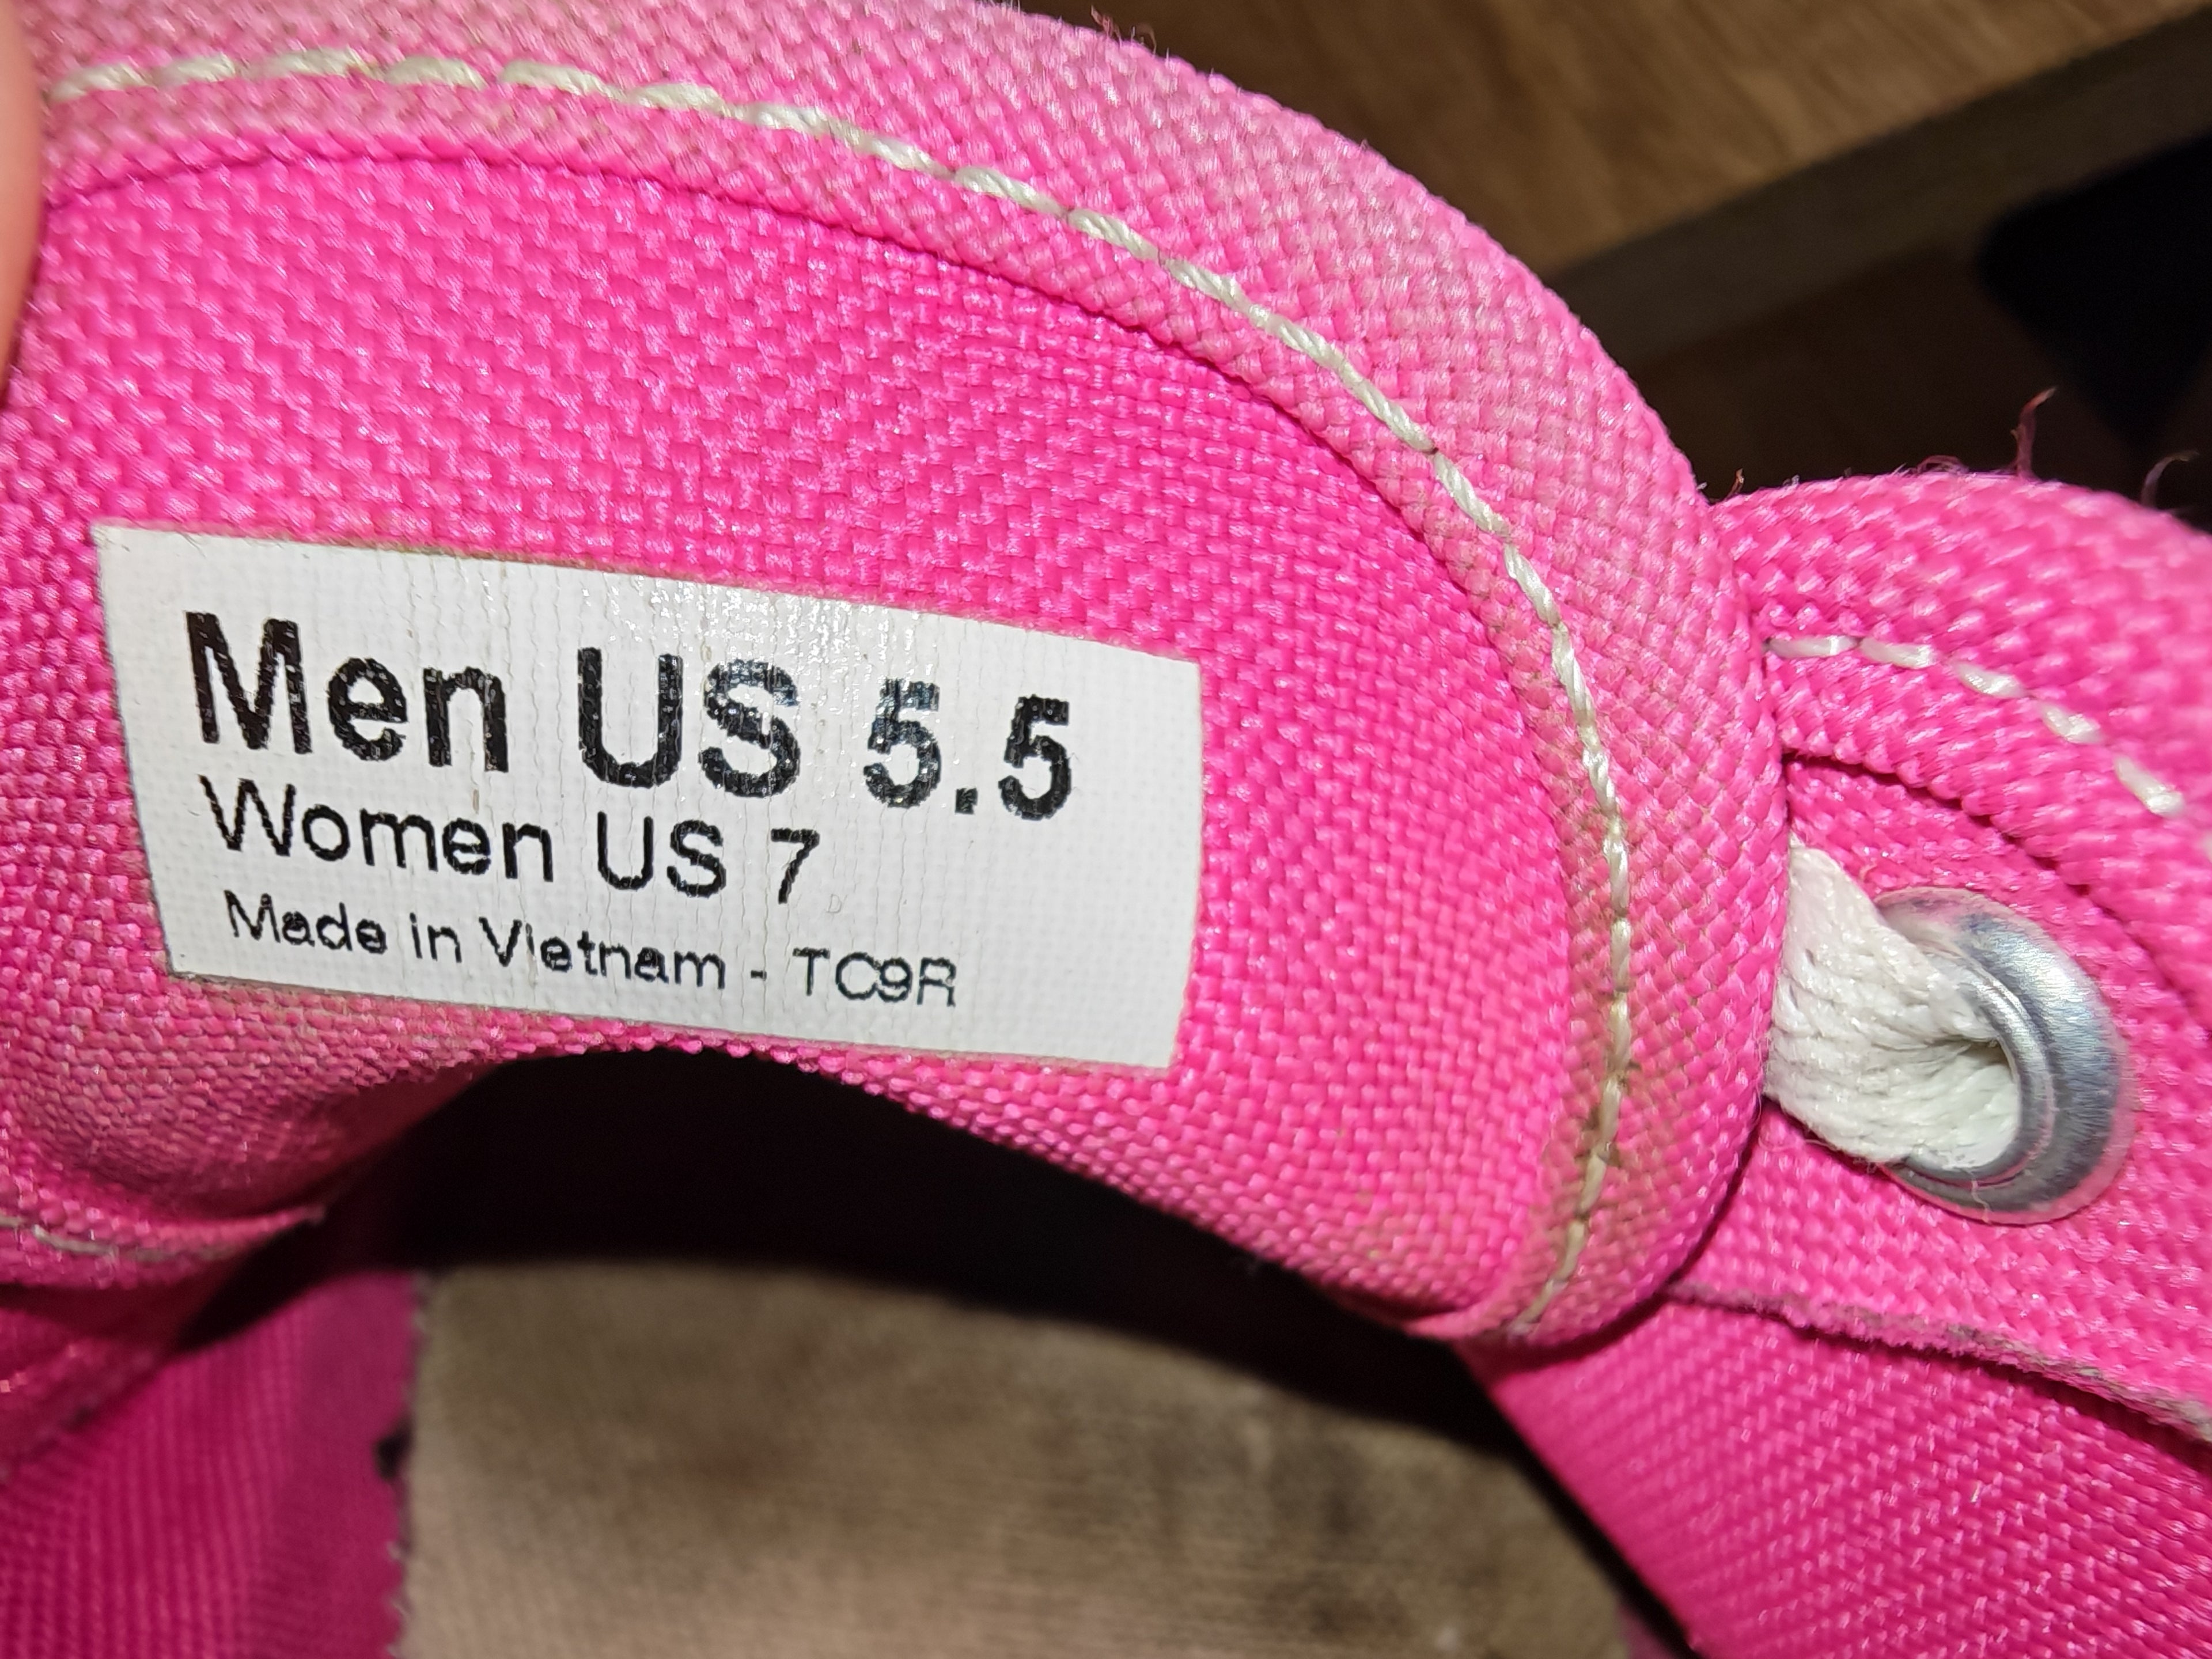 Men US 5.5
Women US 7
Made in Vietnam - TC9R